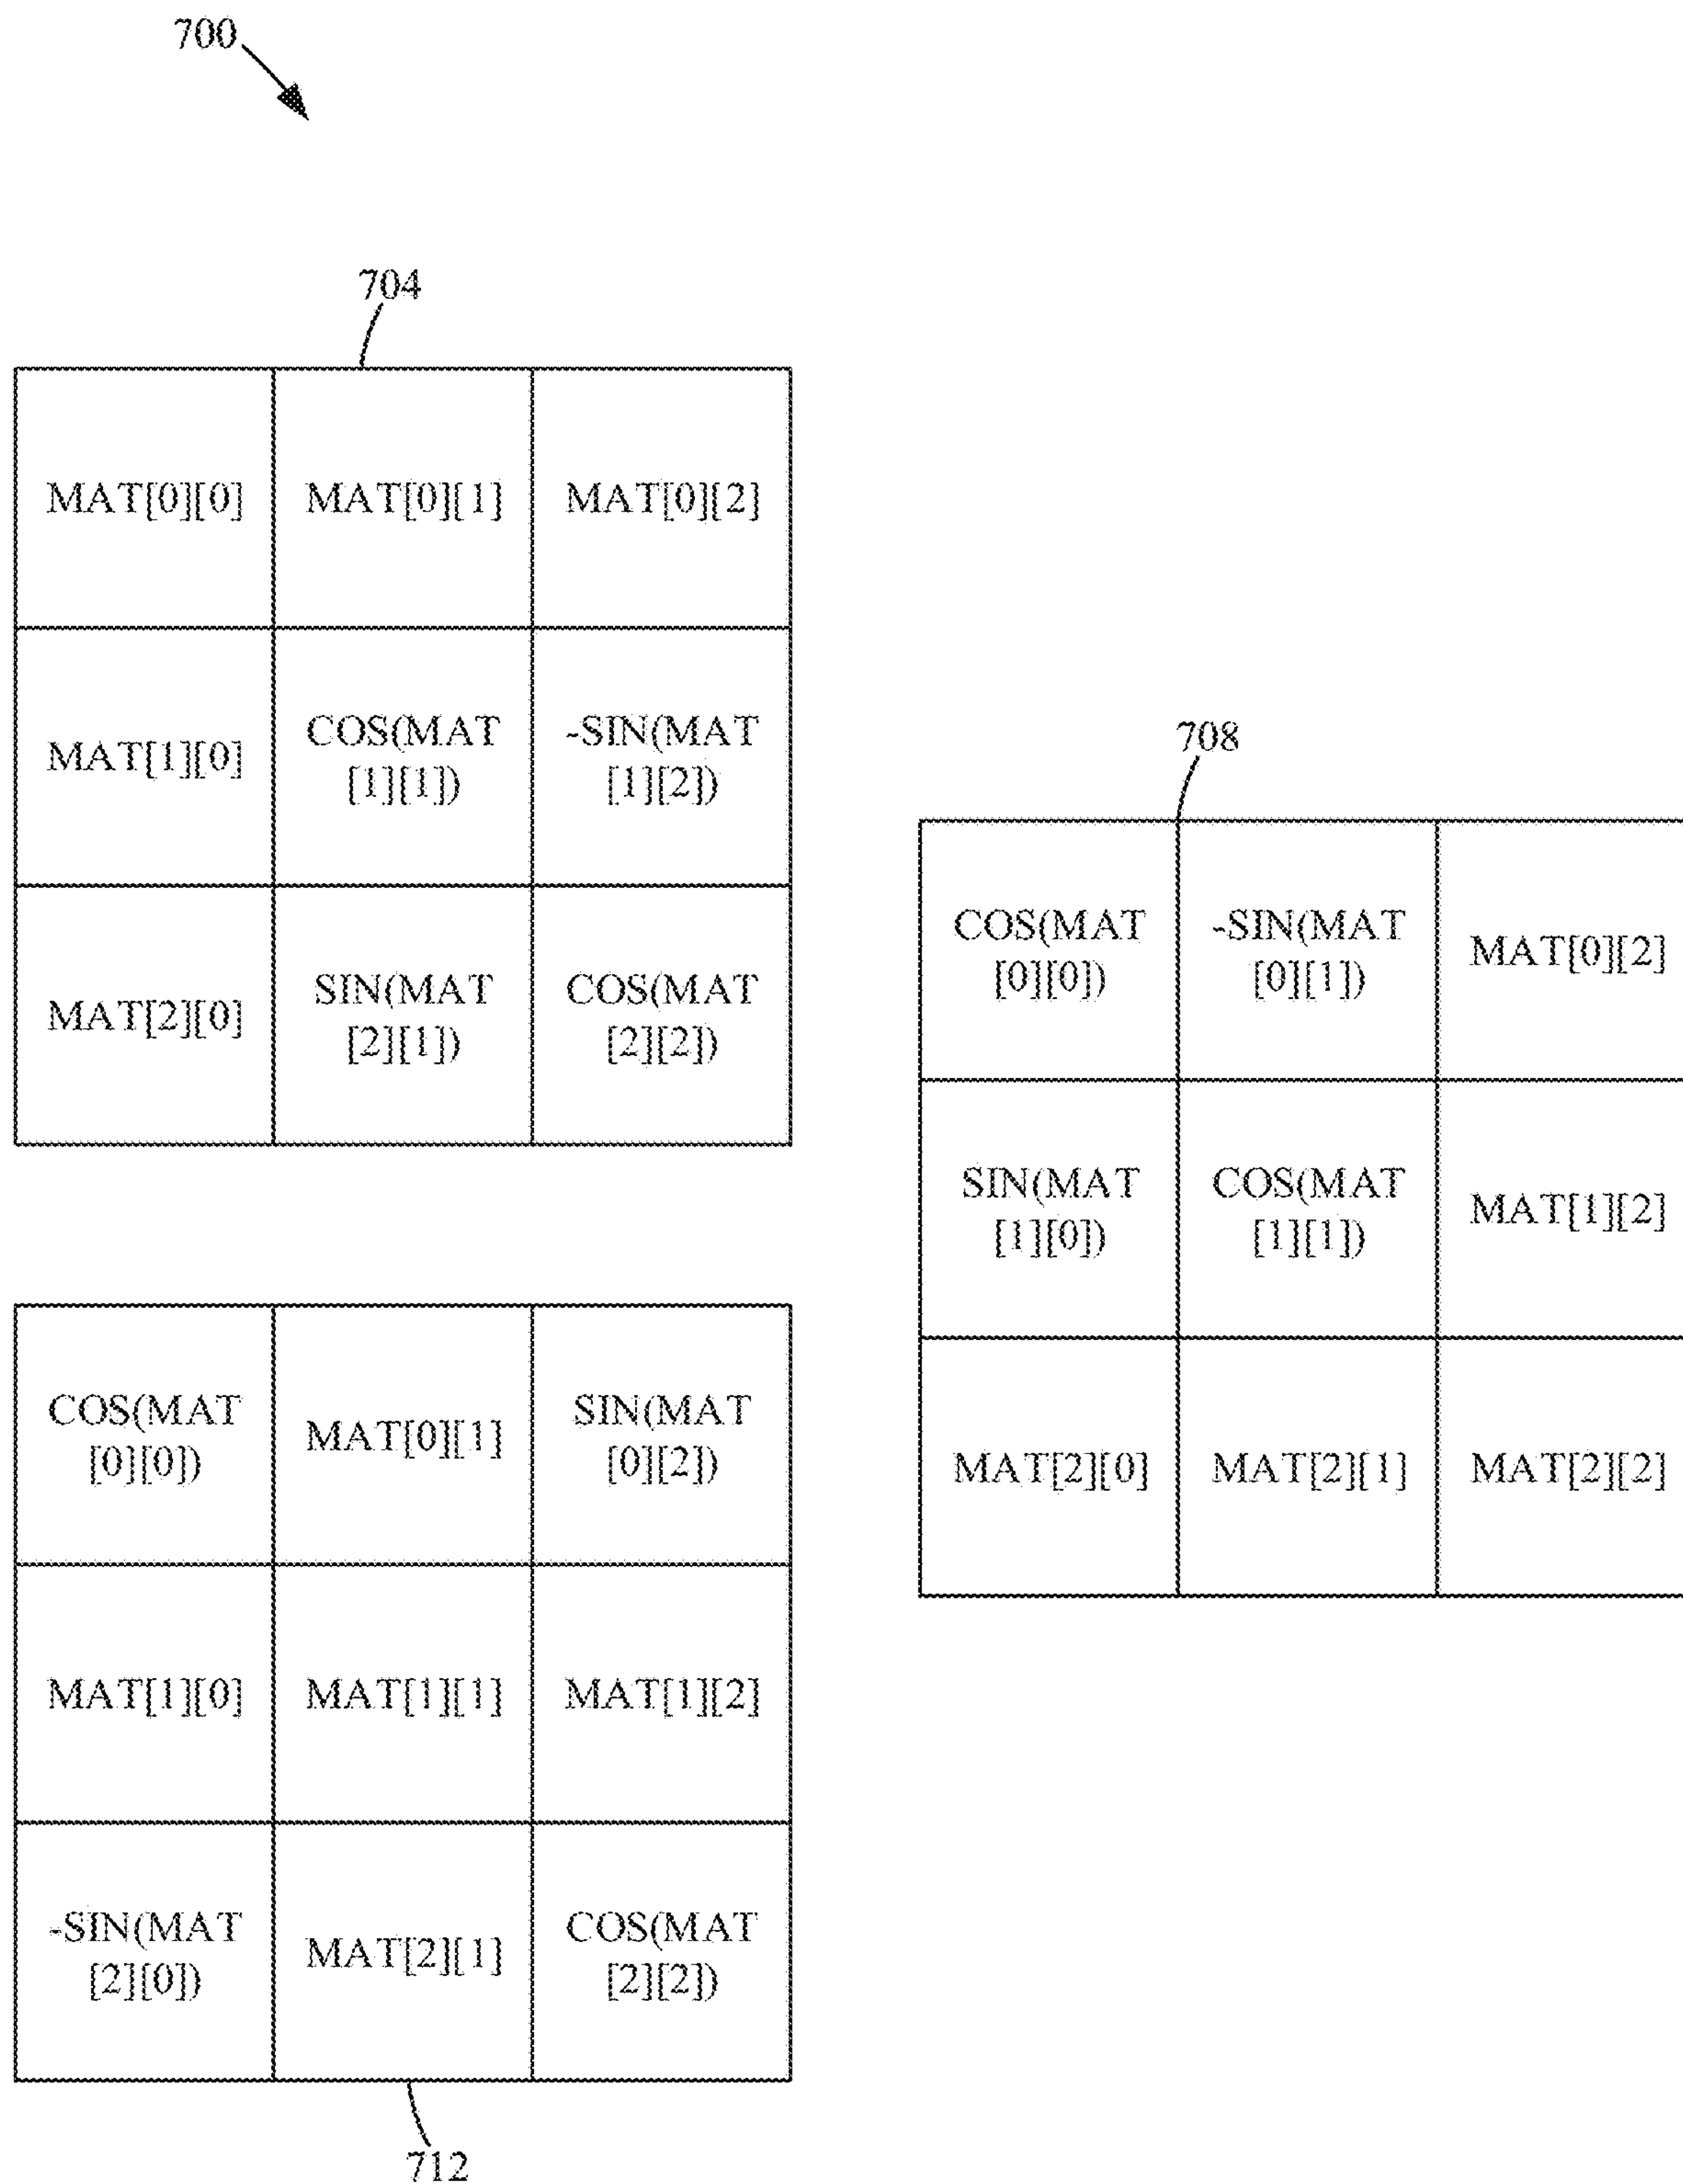 700
704
MAT[0][0] MAT[0][1] MAT[0][2]
MAT[1][0] COS(MAT -SIN(MAT
[1][1]) [1][2])
MAT[2][0] SIN(MAT COS(MAT
[2][1]) [2][2])
708
COS(MAT -SIN(MAT MAT[0][2]
[0][0]) [0][1])
SIN(MAT COS(MAT MAT[1][2]
[1][0]) [1][1])
MAT[2][0] MAT[2][1] MAT[2][2]
COS(MAT MAT[0][1] SIN(MAT
[0][0]) [0][2])
MAT[1][0] MAT[1][1] MAT[1][2]
-SIN(MAT MAT[2][1] COS(MAT
[2][0]) [2][2])
712